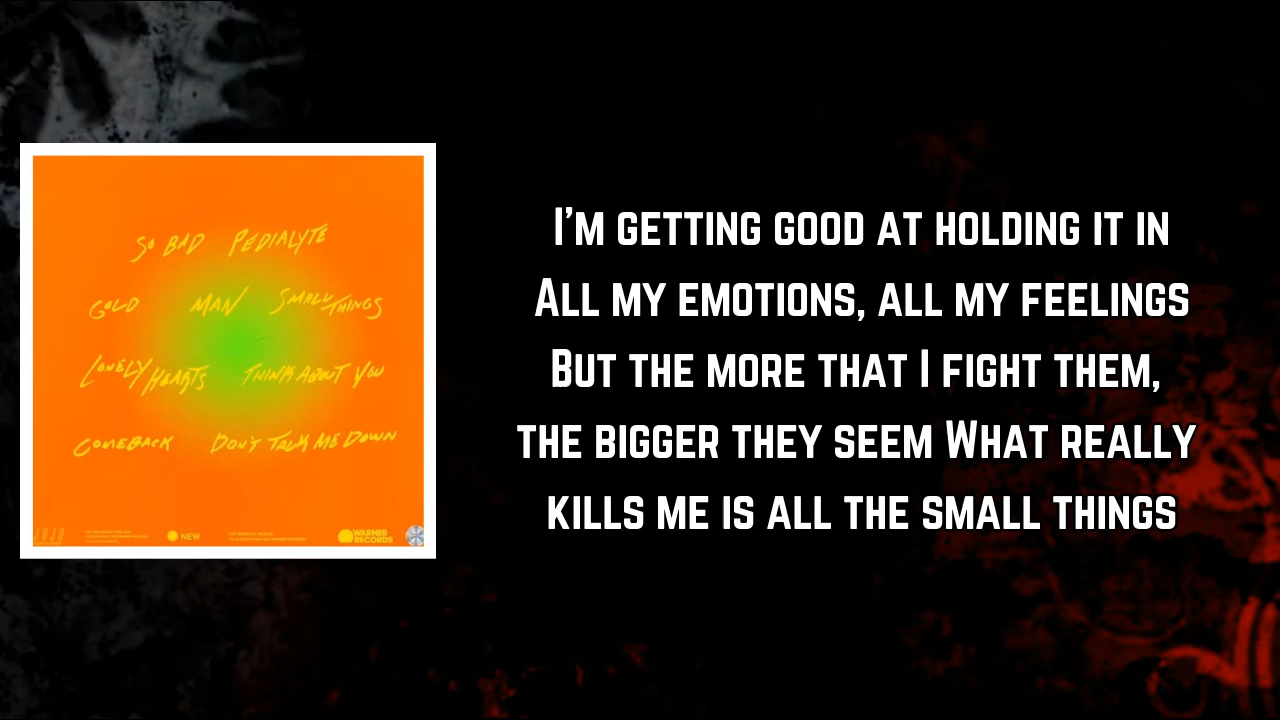 So Bad Pedialyte
Gold Man Small Things
Lonely Hearts Think About You
Comeback Don't Talk Me Down
JOJO
NEW
WARNER
RECORDS
I'M GETTING GOOD AT HOLDING IT IN
ALL MY EMOTIONS, ALL MY FEELINGS
BUT THE MORE THAT I FIGHT THEM,
THE BIGGER THEY SEEM WHAT REALLY
KILLS ME IS ALL THE SMALL THINGS